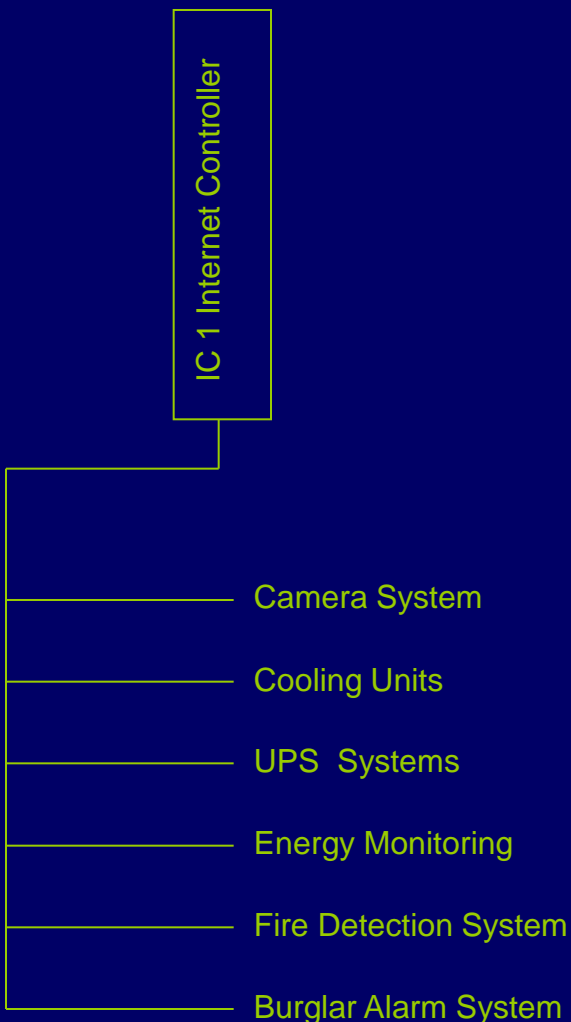 IC 1 Internet Controller
Camera System
Cooling Units
UPS  Systems
Energy Monitoring
Fire Detection System
Burglar Alarm System